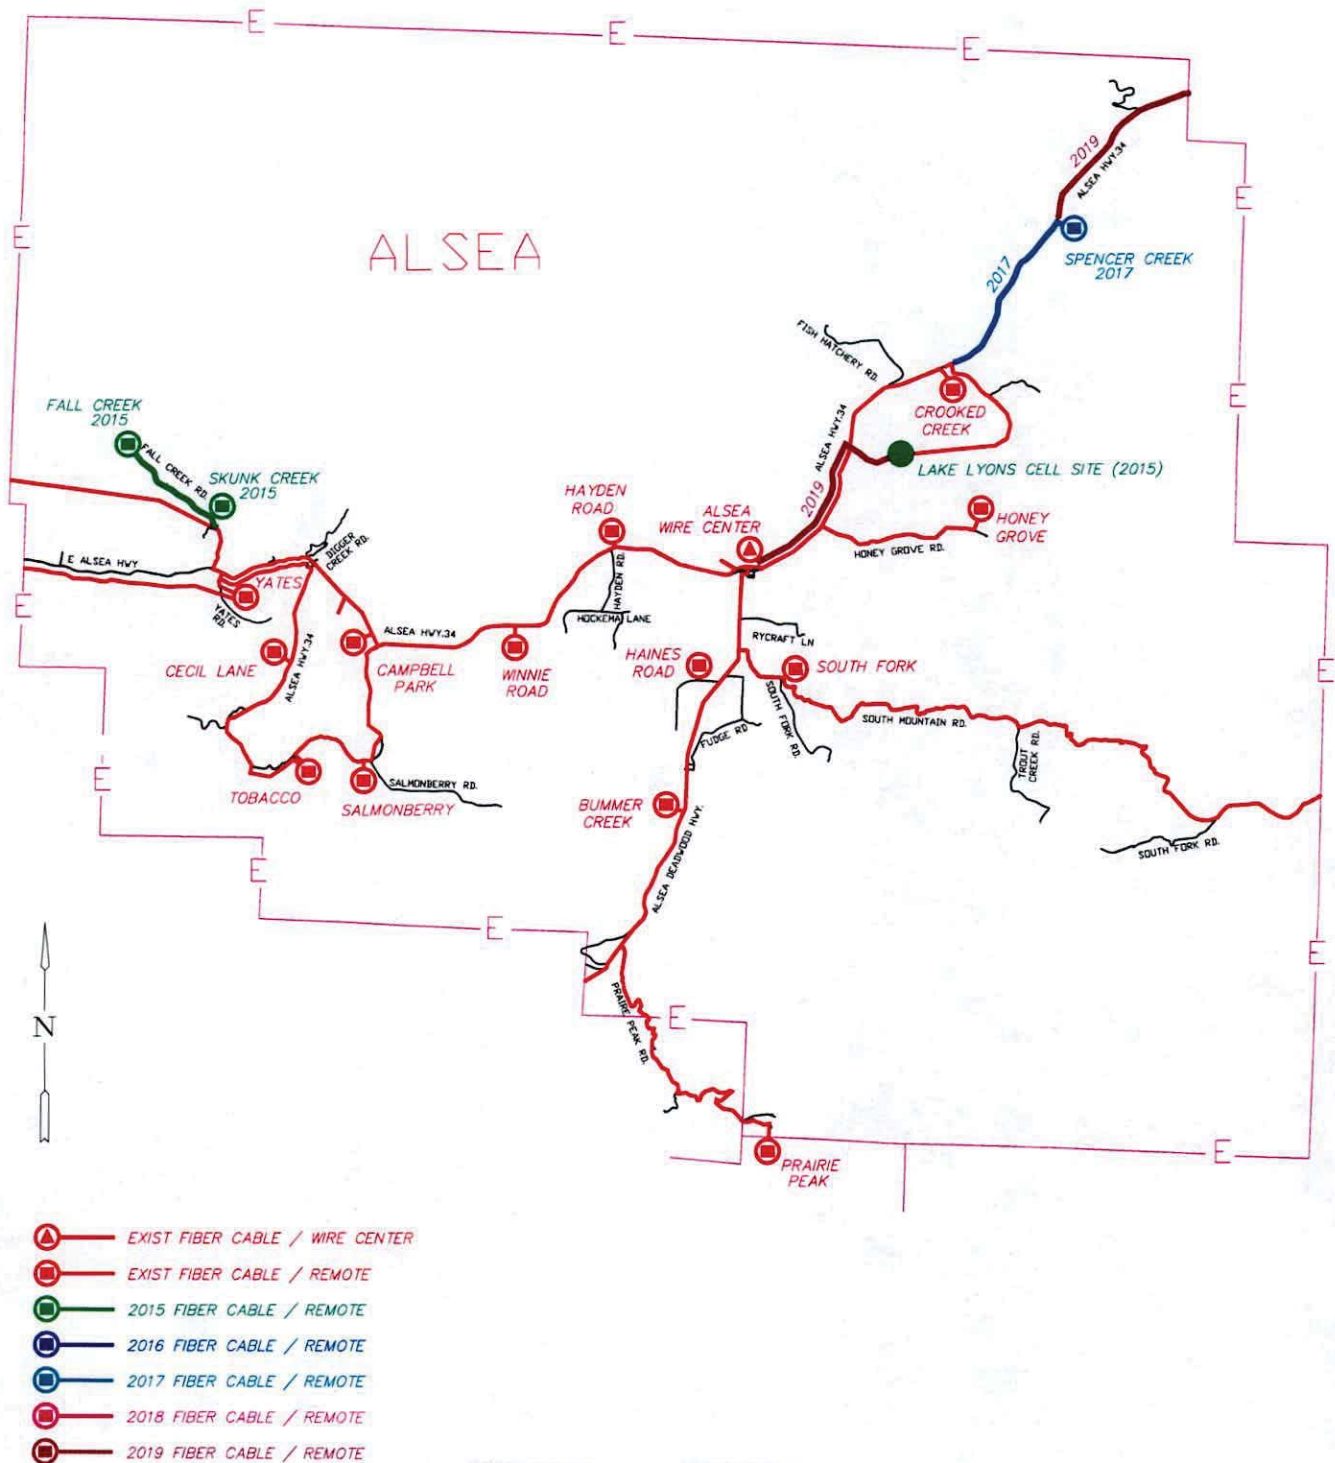 E
E
E
E
E
ALSEA
2019
ALSEA HWY.34
SPENCER CREEK
2017
2017
FISH HATCHERY RD.
E
CROOKED
CREEK
FALL CREEK
2015
FALL CREEK RD.
SKUNK CREEK
2015
ALSEA HWY.34
LAKE LYONS CELL SITE (2015)
2019
HAYDEN
ROAD
ALSEA
WIRE CENTER
HONEY
GROVE
HONEY GROVE RD.
DIGGER
CREEK RD.
E ALSEA HWY
YATES
YATES
RD.
E
HAYDEN RD.
HOCKEMA LANE
ALSEA HWY.34
RYCRAFT LN
CECIL LANE
ALSEA HWY.34
CAMPBELL
PARK
WINNIE
ROAD
HAINES
ROAD
SOUTH FORK
E
SOUTH FORK RD.
SOUTH MOUNTAIN RD.
FUDGE RD
TROUT
CREEK RD.
E
TOBACCO
SALMONBERRY
SALMONBERRY RD.
BUMMER
CREEK
ALSEA DEADWOOD HWY.
SOUTH FORK RD.
E
E
E
PRAIRE PEAK RD.
E
N
E
PRAIRIE
PEAK
EXIST FIBER CABLE / WIRE CENTER
EXIST FIBER CABLE / REMOTE
2015 FIBER CABLE / REMOTE
2016 FIBER CABLE / REMOTE
2017 FIBER CABLE / REMOTE
2018 FIBER CABLE / REMOTE
2019 FIBER CABLE / REMOTE